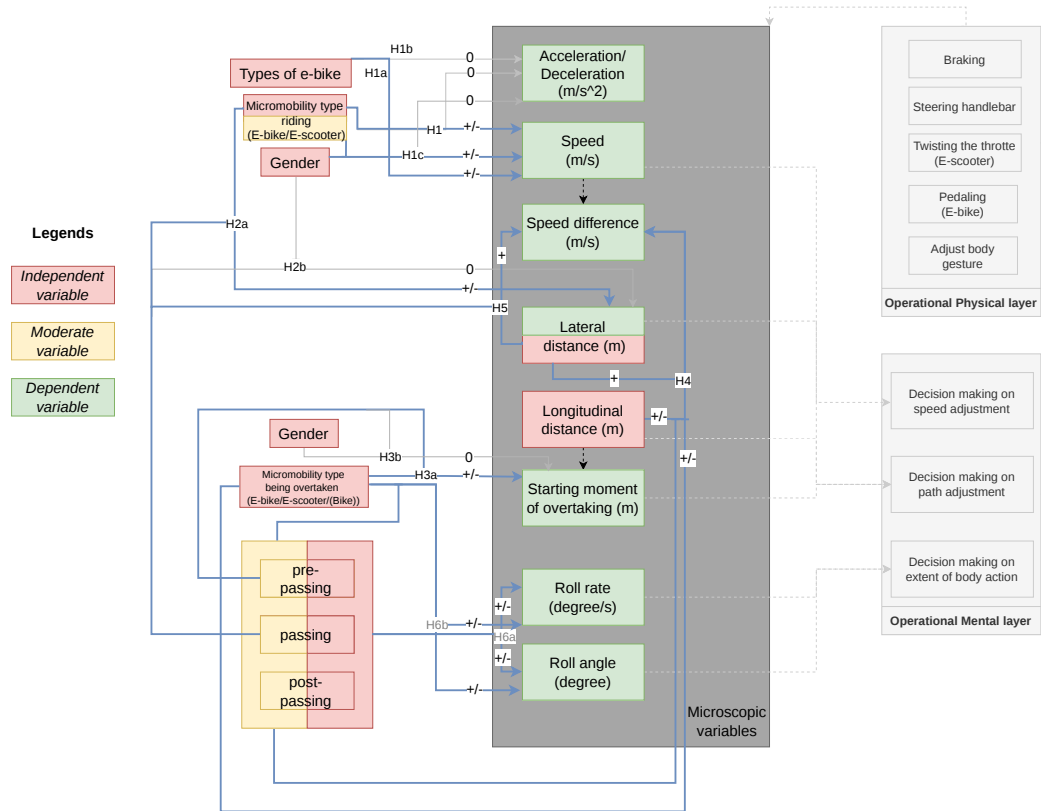 H1b
0
H1a
0
Types of e-bike
0
Acceleration/
Deceleration
(m/s^2)
Braking
Steering handlebar
Twisting the throtte
(E-scooter)
Pedaling
(E-bike)
Adjust body
gesture
Operational Physical layer
Micromobility type
riding
(E-bike/E-scooter)
H1
+/-
Gender
H1c
+/-
+/-
Speed
(m/s)
H2a
Speed difference
(m/s)
+
H2b
0
+/-
H5
Lateral
distance (m)
+
H4
Legends
Independent
variable
Moderate
variable
Dependent
variable
Longitudinal
distance (m)
+/-
+/-
Gender
H3b
0
H3a
+/-
Micromobility type
being overtaken
(E-bike/E-scooter/(Bike))
Starting moment
of overtaking (m)
Decision making on
speed adjustment
Decision making on
path adjustment
Decision making on
extent of body action
Operational Mental layer
pre-
passing
passing
post-
passing
H6b
+/-
+/-
H6a
+/-
+/-
Roll rate
(degree/s)
Roll angle
(degree)
Microscopic
variables